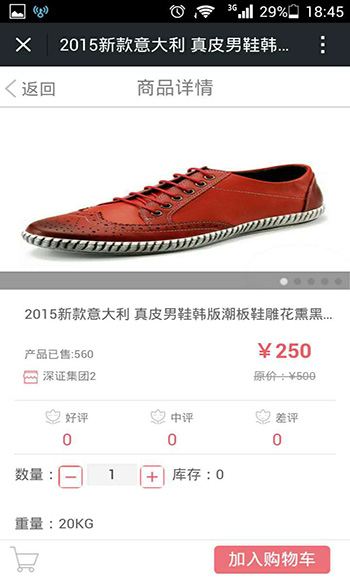 3G 29% 18:45
2015新款意大利 真皮男鞋韩...
返回 商品详情
2015新款意大利 真皮男鞋韩版潮板鞋雕花熏黑...
产品已售:560 ¥250
深证集团2 原价:¥500
好评 中评 差评
0 0 0
数量: 1 库存:0
重量:20KG
加入购物车